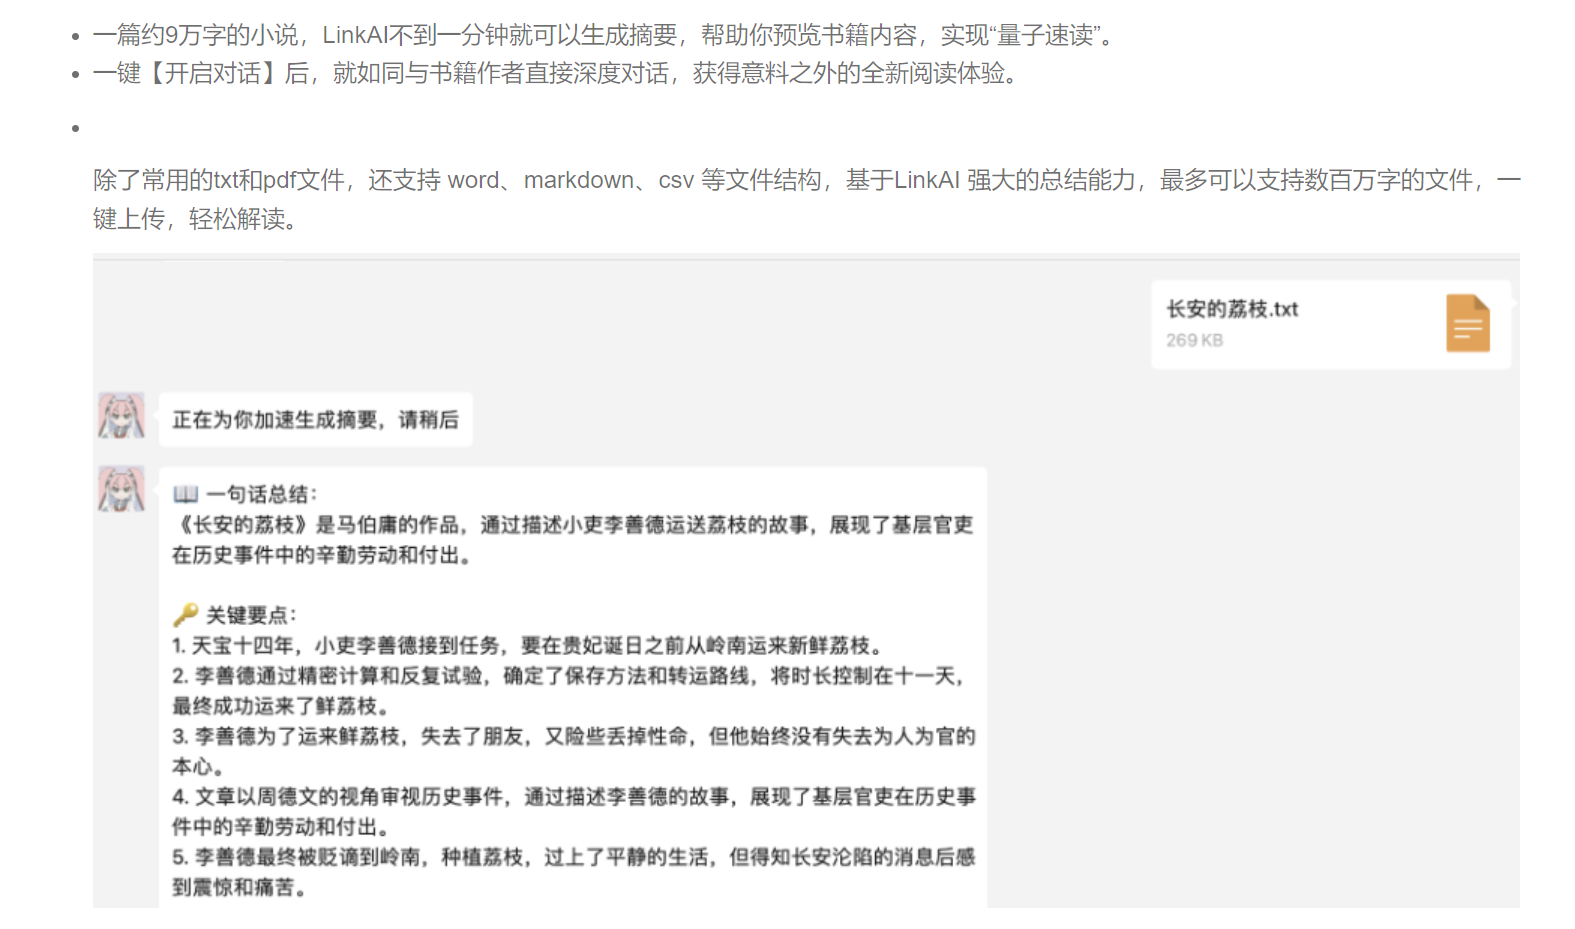 一篇约9万字的小说，LinkAI不到一分钟就可以生成摘要，帮助你预览书籍内容，实现“量子速读”。
一键【开启对话】后，就如同与书籍作者直接深度对话，获得意料之外的全新阅读体验。
除了常用的txt和pdf文件，还支持 word、markdown、csv 等文件结构，基于LinkAI 强大的总结能力，最多可以支持数百万字的文件，一
键上传，轻松解读。
长安的荔枝.txt
269 KB
正在为你加速生成摘要，请稍后
📖 一句话总结：
《长安的荔枝》是马伯庸的作品，通过描述小吏李善德运送荔枝的故事，展现了基层官吏
在历史事件中的辛勤劳动和付出。
🔑 关键要点：
1. 天宝十四年，小吏李善德接到任务，要在贵妃诞日之前从岭南运来新鲜荔枝。
2. 李善德通过精密计算和反复试验，确定了保存方法和转运路线，将时长控制在十一天，
最终成功运来了鲜荔枝。
3. 李善德为了运来鲜荔枝，失去了朋友，又险些丢掉性命，但他始终没有失去为人为官的
本心。
4. 文章以周德文的视角审视历史事件，通过描述李善德的故事，展现了基层官吏在历史事
件中的辛勤劳动和付出。
5. 李善德最终被贬谪到岭南，种植荔枝，过上了平静的生活，但得知长安沦陷的消息后感
到震惊和痛苦。